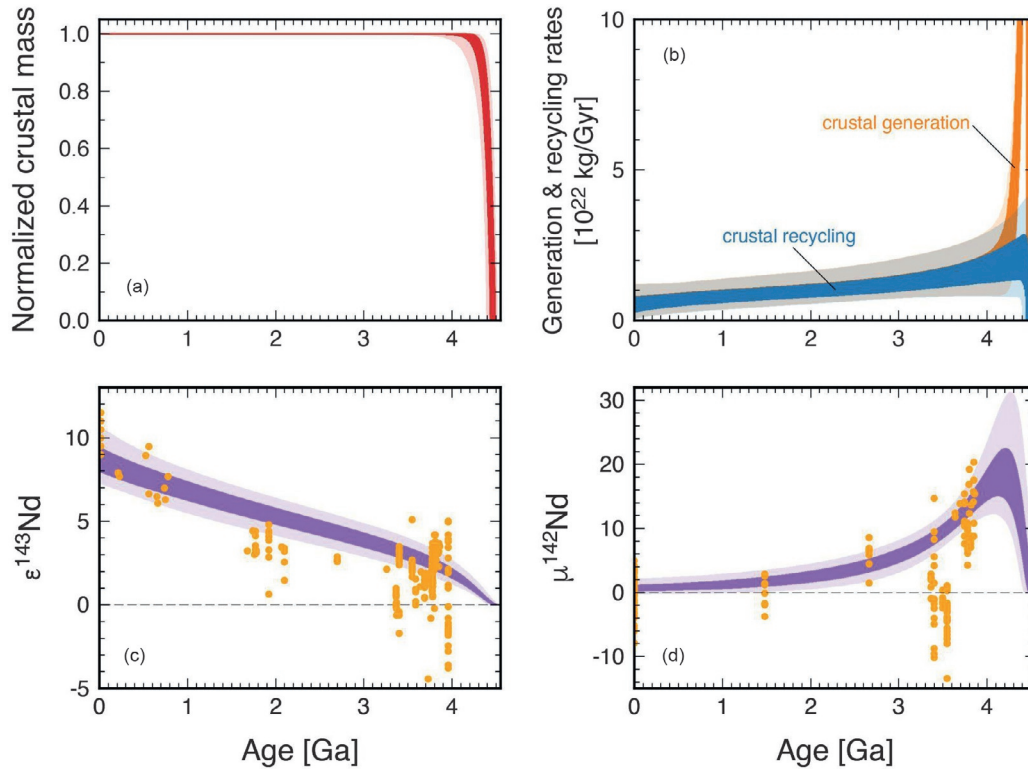 Normalized crustal mass
1.0
0.8
0.6
0.4
0.2
0.0
(a)
0 1 2 3 4
Generation & recycling rates
[10²² kg/Gyr]
10
5
0
(b)
crustal generation
crustal recycling
0 1 2 3 4
ε¹⁴³Nd
10
5
0
-5
(c)
0 1 2 3 4
Age [Ga]
μ¹⁴²Nd
30
20
10
0
-10
(d)
0 1 2 3 4
Age [Ga]